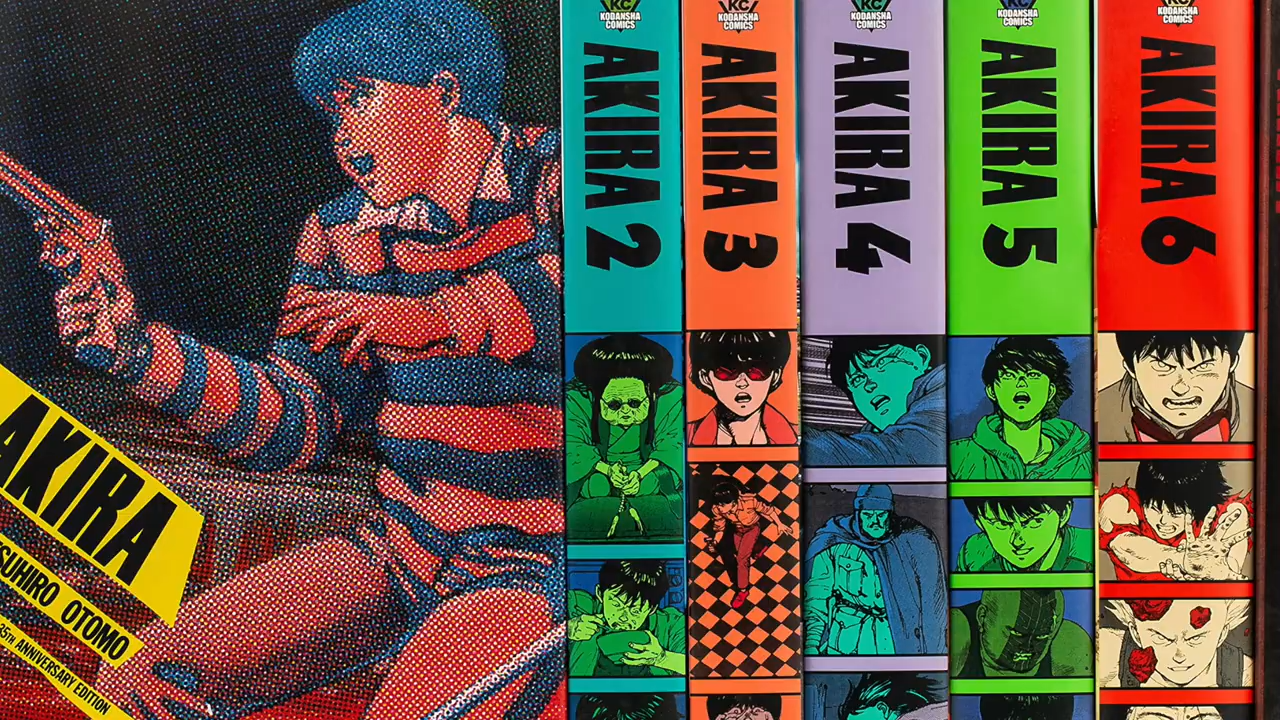 AKIRA
TSUHIRO OTOMO
35TH ANNIVERSARY EDITION
KC
KODANSHA
COMICS
AKIRA 2
KC
KODANSHA
COMICS
AKIRA 3
KC
KODANSHA
COMICS
AKIRA 4
KC
KODANSHA
COMICS
AKIRA 5
KC
KODANSHA
COMICS
AKIRA 6